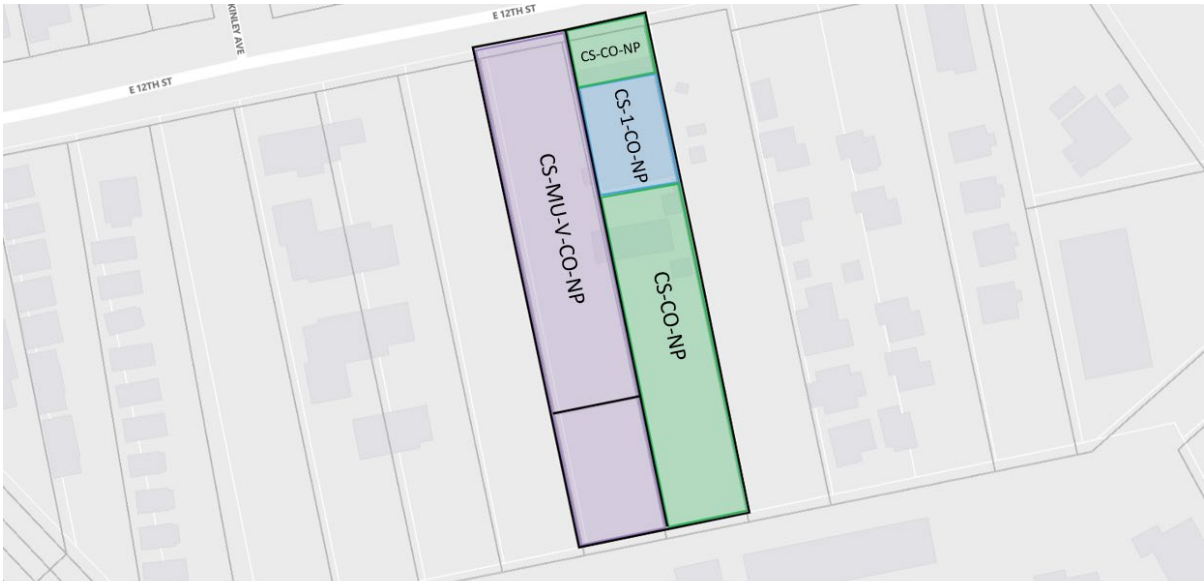 E 12TH ST
KINLEY AVE
E 12TH ST
CS-CO-NP
CS-1-CO-NP
CS-MU-V-CO-NP
CS-CO-NP